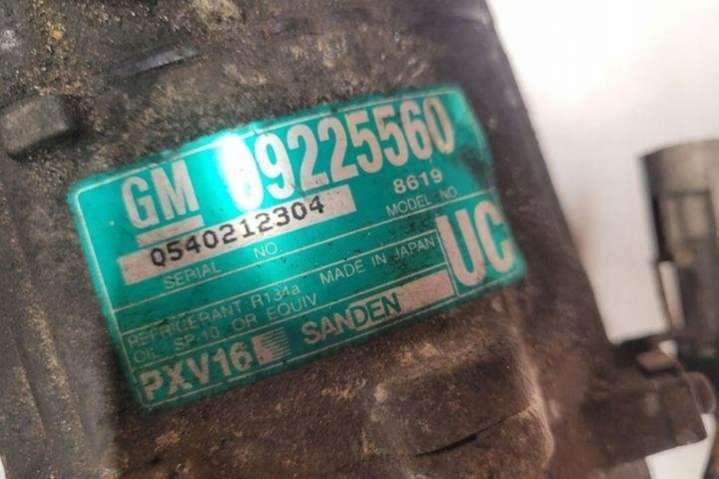 GM 09225560
Q540212304 8619
SERIAL NO. MODEL NO.
UC
REFRIGERANT R134a MADE IN JAPAN
OIL SP-10 OR EQUIV
PXV16 SANDEN